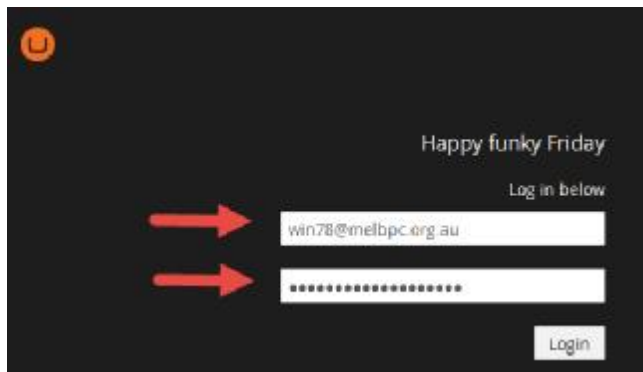 Happy funky Friday
Log in below
win78@melbpc.org.au
•••••••••••••••••••
Login